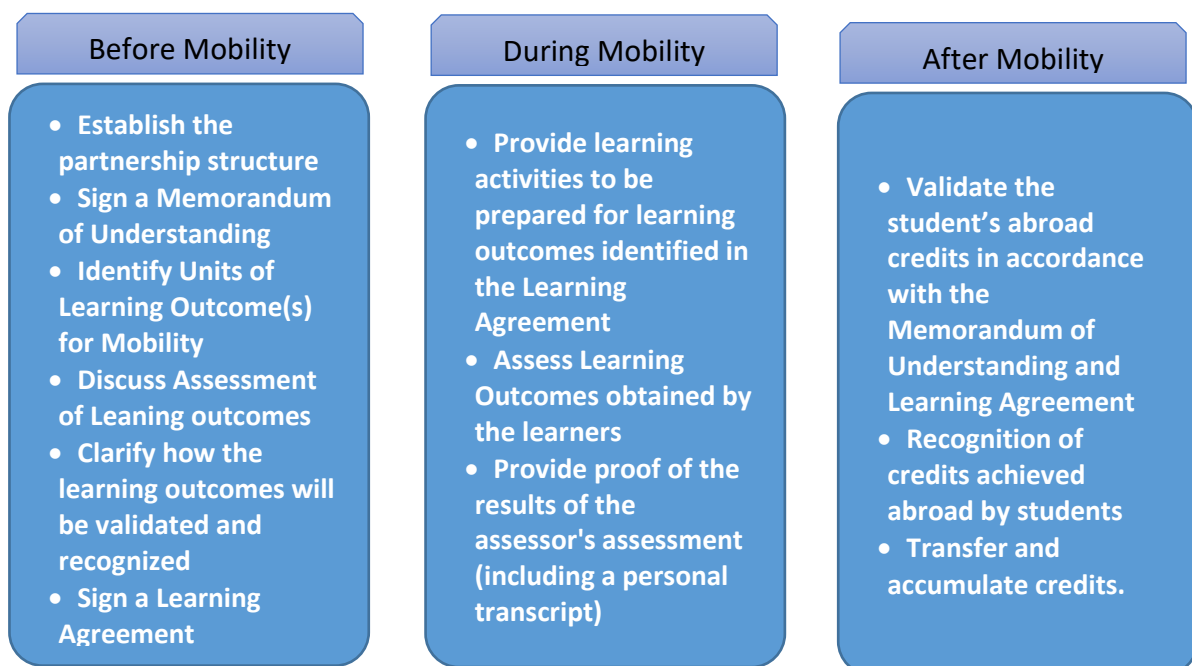 Before Mobility
• Establish the
partnership structure
• Sign a Memorandum
of Understanding
• Identify Units of
Learning Outcome(s)
for Mobility
• Discuss Assessment
of Leaning outcomes
• Clarify how the
learning outcomes will
be validated and
recognized
• Sign a Learning
Agreement
During Mobility
• Provide learning
activities to be
prepared for learning
outcomes identified in
the Learning
Agreement
• Assess Learning
Outcomes obtained by
the learners
• Provide proof of the
results of the
assessor's assessment
(including a personal
transcript)
After Mobility
• Validate the
student’s abroad
credits in accordance
with the
Memorandum of
Understanding and
Learning Agreement
• Recognition of
credits achieved
abroad by students
• Transfer and
accumulate credits.